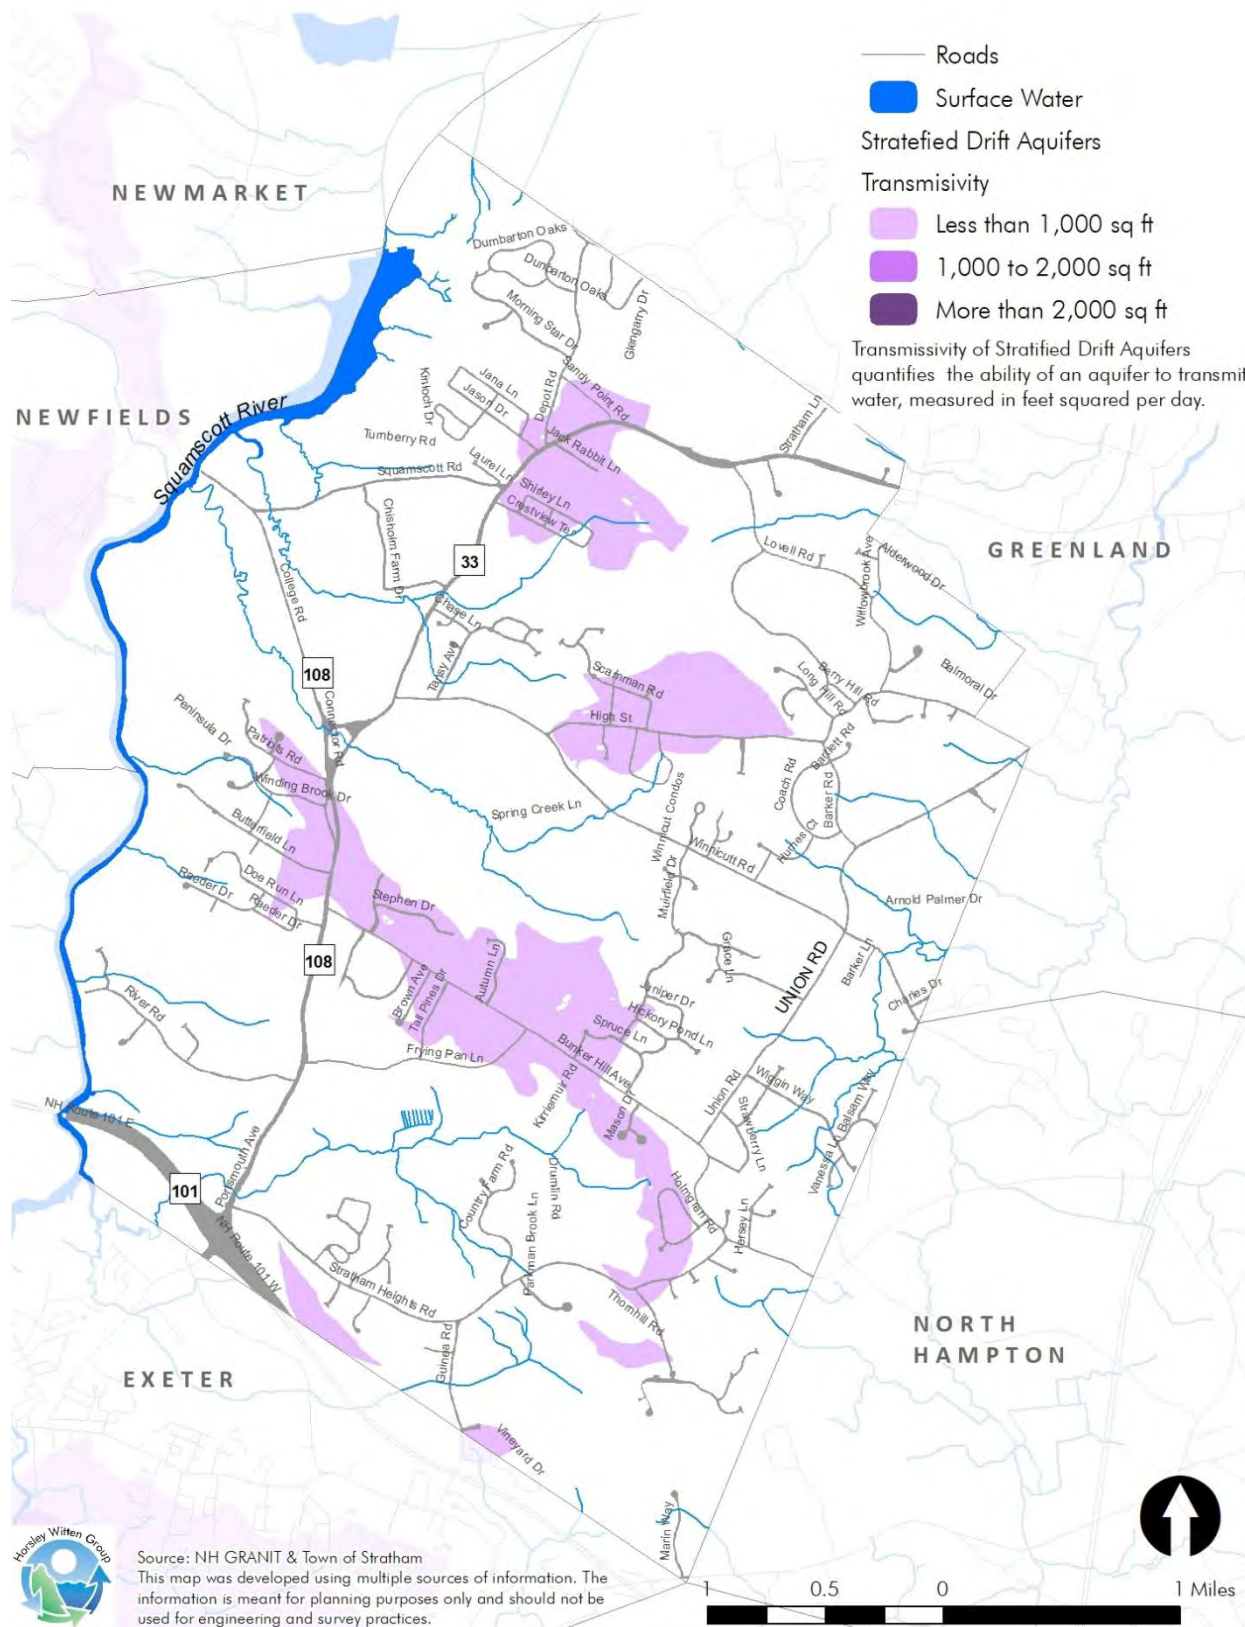 Roads
Surface Water
Stratefied Drift Aquifers
Transmisivity
Less than 1,000 sq ft
1,000 to 2,000 sq ft
More than 2,000 sq ft
Transmissivity of Stratified Drift Aquifers
quantifies the ability of an aquifer to transmit
water, measured in feet squared per day.
NEWMARKET
Dumbarton Oaks
Dunbarton Oaks
Morning Star Dr
Glengarry Dr
Sandy Point Rd
Kinloch Dr
Jana Ln
Jason Dr
Depot Rd
NEWFIELDS
Squamscott River
Stratham Ln
Turnberry Rd
Jack Rabbit Ln
Squamscott Rd
Laurel Ln
Shirley Ln
Crestview Ter
Chisholm Farm Dr
33
Lovell Rd
Willowbrook Ave
Alderwood Dr
GREENLAND
College Rd
Chase Ln
Tansy Ave
108
Scamman Rd
Long Hill Rd
Berry Hill Rd
Balmoral Dr
Peninsula Dr
Patriots Rd
Connector Rd
High St
Bartlett Rd
Winding Brook Dr
Coach Rd
Barker Rd
Butterfield Ln
Spring Creek Ln
Winnicut Condos
Winnicutt Rd
Humes Ct
Raeder Dr
Doe Run Ln
Raeder Dr
Stephen Dr
Muirfield Dr
Arnold Palmer Dr
108
Autumn Ln
Grace Ln
UNION RD
Barker Ln
Brown Ave
Tall Pines Dr
Juniper Dr
Charles Dr
River Rd
Hickory Pond Ln
Spruce Ln
Frying Pan Ln
Bunker Hill Ave
Kirriemuir Rd
Mason Dr
Union Rd
Wiggin Way
Strawberry Ln
Balsam Way
Vanessa Ln
NH Route 101 E
Portsmouth Ave
101
Country Farm Rd
Drumlin Rd
Holmgren Rd
Hersey Ln
NH Route 101 W
Parkman Brook Ln
Stratham Heights Rd
Thornhill Rd
Guinea Rd
NORTH
HAMPTON
EXETER
Vineyard Dr
Marin Way
Horsley Witten Group
Source: NH GRANIT & Town of Stratham
This map was developed using multiple sources of information. The
information is meant for planning purposes only and should not be
used for engineering and survey practices.
1 0.5 0 1 Miles